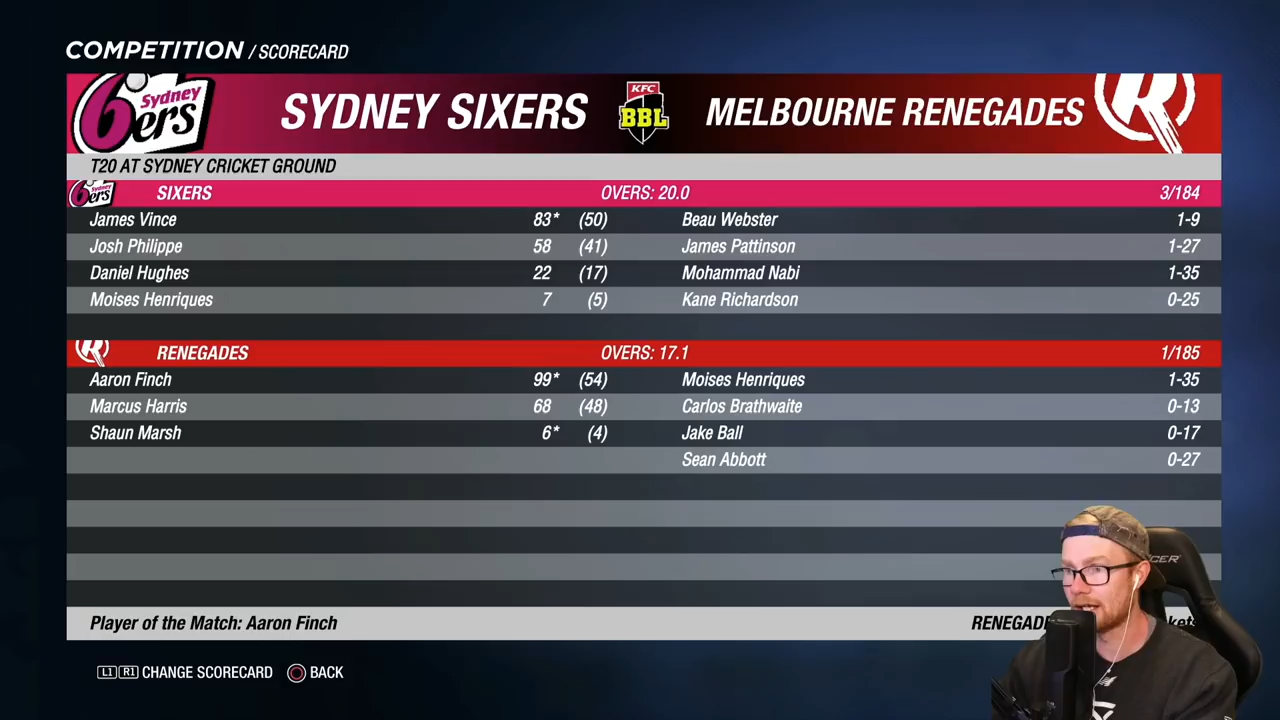 COMPETITION / SCORECARD
6ers Sydney SYDNEY SIXERS KFC BBL MELBOURNE RENEGADES R
T20 AT SYDNEY CRICKET GROUND
6ers Sydney SIXERS OVERS: 20.0 3/184
James Vince 83* (50) Beau Webster 1-9
Josh Philippe 58 (41) James Pattinson 1-27
Daniel Hughes 22 (17) Mohammad Nabi 1-35
Moises Henriques 7 (5) Kane Richardson 0-25
R RENEGADES OVERS: 17.1 1/185
Aaron Finch 99* (54) Moises Henriques 1-35
Marcus Harris 68 (48) Carlos Brathwaite 0-13
Shaun Marsh 6* (4) Jake Ball 0-17
Sean Abbott 0-27
Player of the Match: Aaron Finch
L1 R1 CHANGE SCORECARD BACK